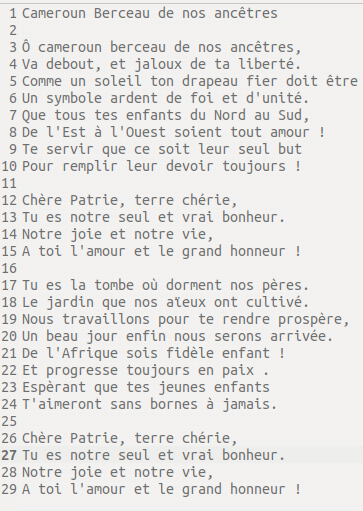 1 Cameroun Berceau de nos ancêtres
2
3 Ô cameroun berceau de nos ancêtres,
4 Va debout, et jaloux de ta liberté.
5 Comme un soleil ton drapeau fier doit être
6 Un symbole ardent de foi et d'unité.
7 Que tous tes enfants du Nord au Sud,
8 De l'Est à l'Ouest soient tout amour !
9 Te servir que ce soit leur seul but
10 Pour remplir leur devoir toujours !
11
12 Chère Patrie, terre chérie,
13 Tu es notre seul et vrai bonheur.
14 Notre joie et notre vie,
15 A toi l'amour et le grand honneur !
16
17 Tu es la tombe où dorment nos pères.
18 Le jardin que nos aïeux ont cultivé.
19 Nous travaillons pour te rendre prospère,
20 Un beau jour enfin nous serons arrivée.
21 De l'Afrique sois fidèle enfant !
22 Et progresse toujours en paix .
23 Espèrant que tes jeunes enfants
24 T'aimeront sans bornes à jamais.
25
26 Chère Patrie, terre chérie,
27 Tu es notre seul et vrai bonheur.
28 Notre joie et notre vie,
29 A toi l'amour et le grand honneur !